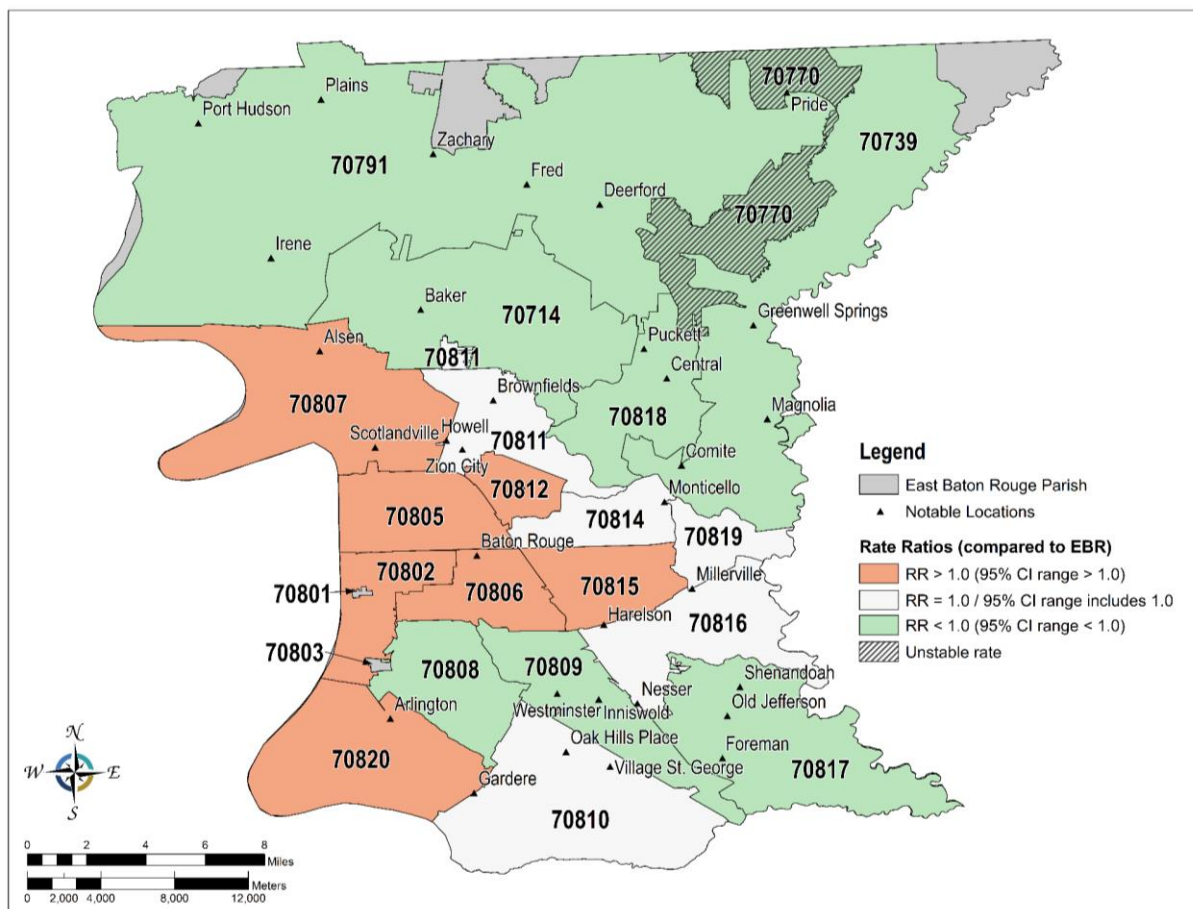 70770
Pride
Plains
Port Hudson
70739
Zachary
70791
Fred
Deerford
70770
Irene
Baker
70714
Greenwell Springs
Alsen
Puckett
70811
Central
Brownfields
70807
70818
Magnolia
Howell
70811
Scotlandville
Comite
Zion City
70812
Monticello
70814
70805
70819
Baton Rouge
70802
Millerville
70801
70806
70815
Harelson
70816
70803
70808
70809
Shenandoah
Nesser
Old Jefferson
Arlington
Westminster
Inniswold
Oak Hills Place
Foreman
70820
Village St. George
70817
Gardere
70810
Legend
East Baton Rouge Parish
Notable Locations
Rate Ratios (compared to EBR)
RR > 1.0 (95% CI range > 1.0)
RR = 1.0 / 95% CI range includes 1.0
RR < 1.0 (95% CI range < 1.0)
Unstable rate
N
W E
S
0 2 4 6 8
Miles
Meters
0 2,000 4,000 8,000 12,000